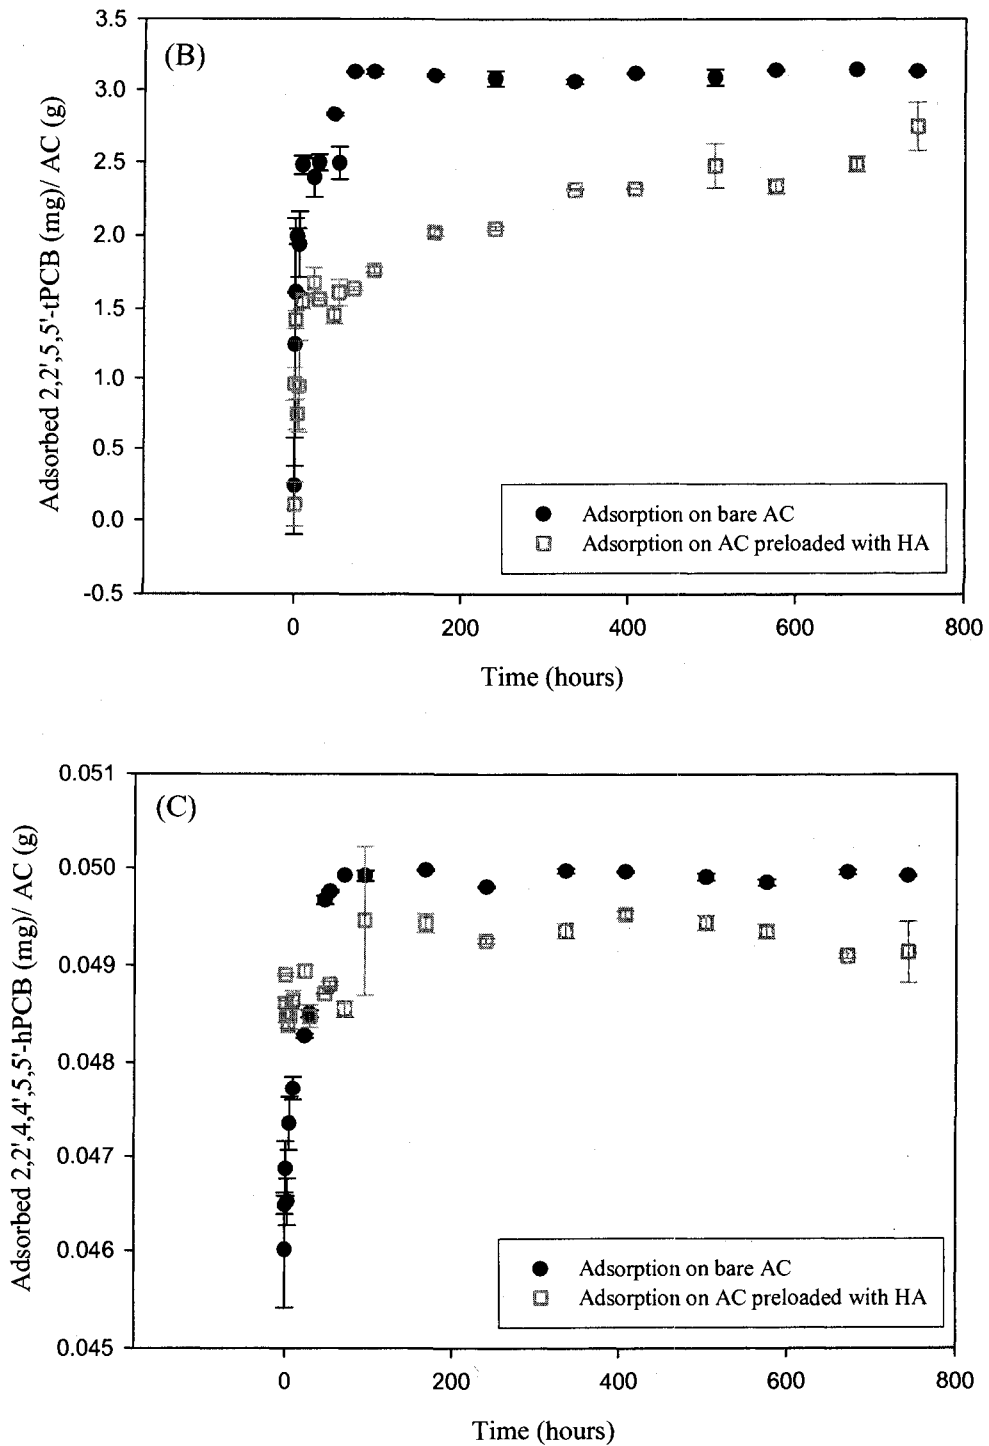 (B)
Adsorbed 2,2',5,5'-tPCB (mg)/ AC (g)
3.5
3.0
2.5
2.0
1.5
1.0
0.5
0.0
-0.5
Adsorption on bare AC
Adsorption on AC preloaded with HA
0
200
400
600
800
Time (hours)
(C)
Adsorbed 2,2',4,4',5,5'-hPCB (mg)/ AC (g)
0.051
0.050
0.049
0.048
0.047
0.046
0.045
Adsorption on bare AC
Adsorption on AC preloaded with HA
0
200
400
600
800
Time (hours)